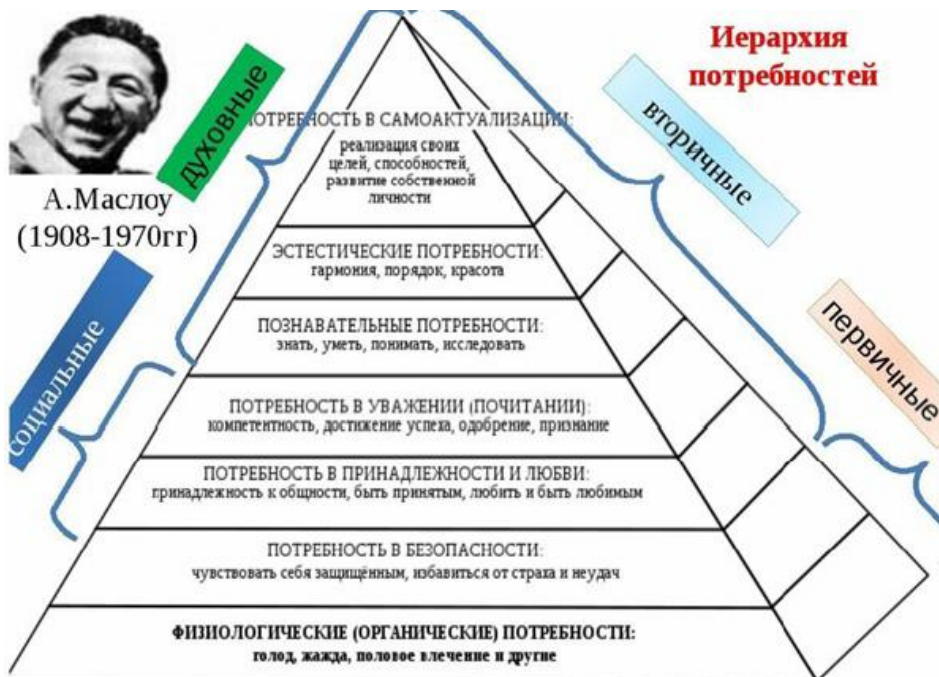 Иерархия
потребностей
А.Маслоу
(1908-1970гг)
духовные
социальные
вторичные
первичные
ПОТРЕБНОСТЬ В САМОАКТУАЛИЗАЦИИ:
реализация своих
целей, способностей,
развитие собственной
личности
ЭСТЕСТИЧЕСКИЕ ПОТРЕБНОСТИ:
гармония, порядок, красота
ПОЗНАВАТЕЛЬНЫЕ ПОТРЕБНОСТИ:
знать, уметь, понимать, исследовать
ПОТРЕБНОСТЬ В УВАЖЕНИИ (ПОЧИТАНИИ):
компетентность, достижение успеха, одобрение, признание
ПОТРЕБНОСТЬ В ПРИНАДЛЕЖНОСТИ И ЛЮБВИ:
принадлежность к общности, быть принятым, любить и быть любимым
ПОТРЕБНОСТЬ В БЕЗОПАСНОСТИ:
чувствовать себя защищённым, избавиться от страха и неудач
ФИЗИОЛОГИЧЕСКИЕ (ОРГАНИЧЕСКИЕ) ПОТРЕБНОСТИ:
голод, жажда, половое влечение и другие